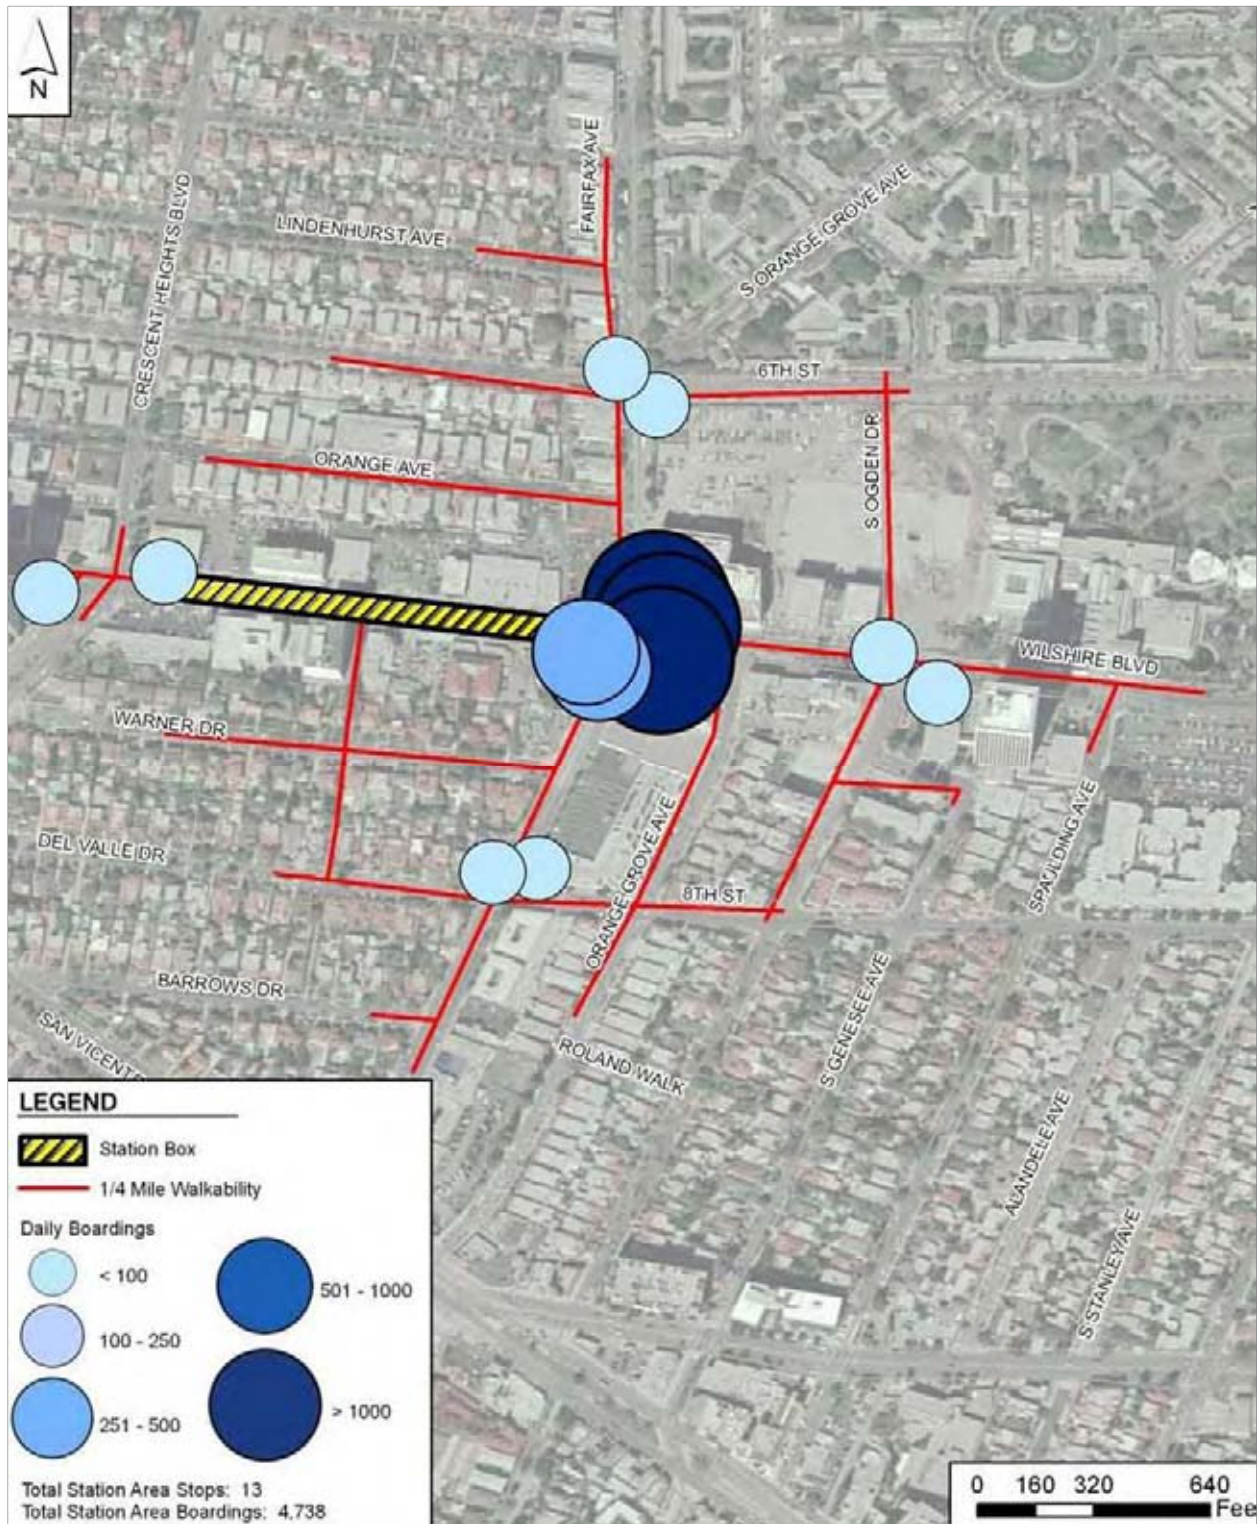 N
FAIRFAX AVE
CRESCENT HEIGHTS BLVD
LINDENHURST AVE
S ORANGE GROVE AVE
6TH ST
ORANGE AVE
S OGDEN DR
WILSHIRE BLVD
WARNER DR
DEL VALLE DR
ORANGE GROVE AVE
8TH ST
SPAULDING AVE
BARROWS DR
SAN VICENT
ROLAND WALK
S GENESEE AVE
ALANDELE AVE
S STANLEY AVE
LEGEND
Station Box
1/4 Mile Walkability
Daily Boardings
< 100
100 - 250
251 - 500
501 - 1000
> 1000
Total Station Area Stops: 13
Total Station Area Boardings: 4,738
0 160 320 640
Fee